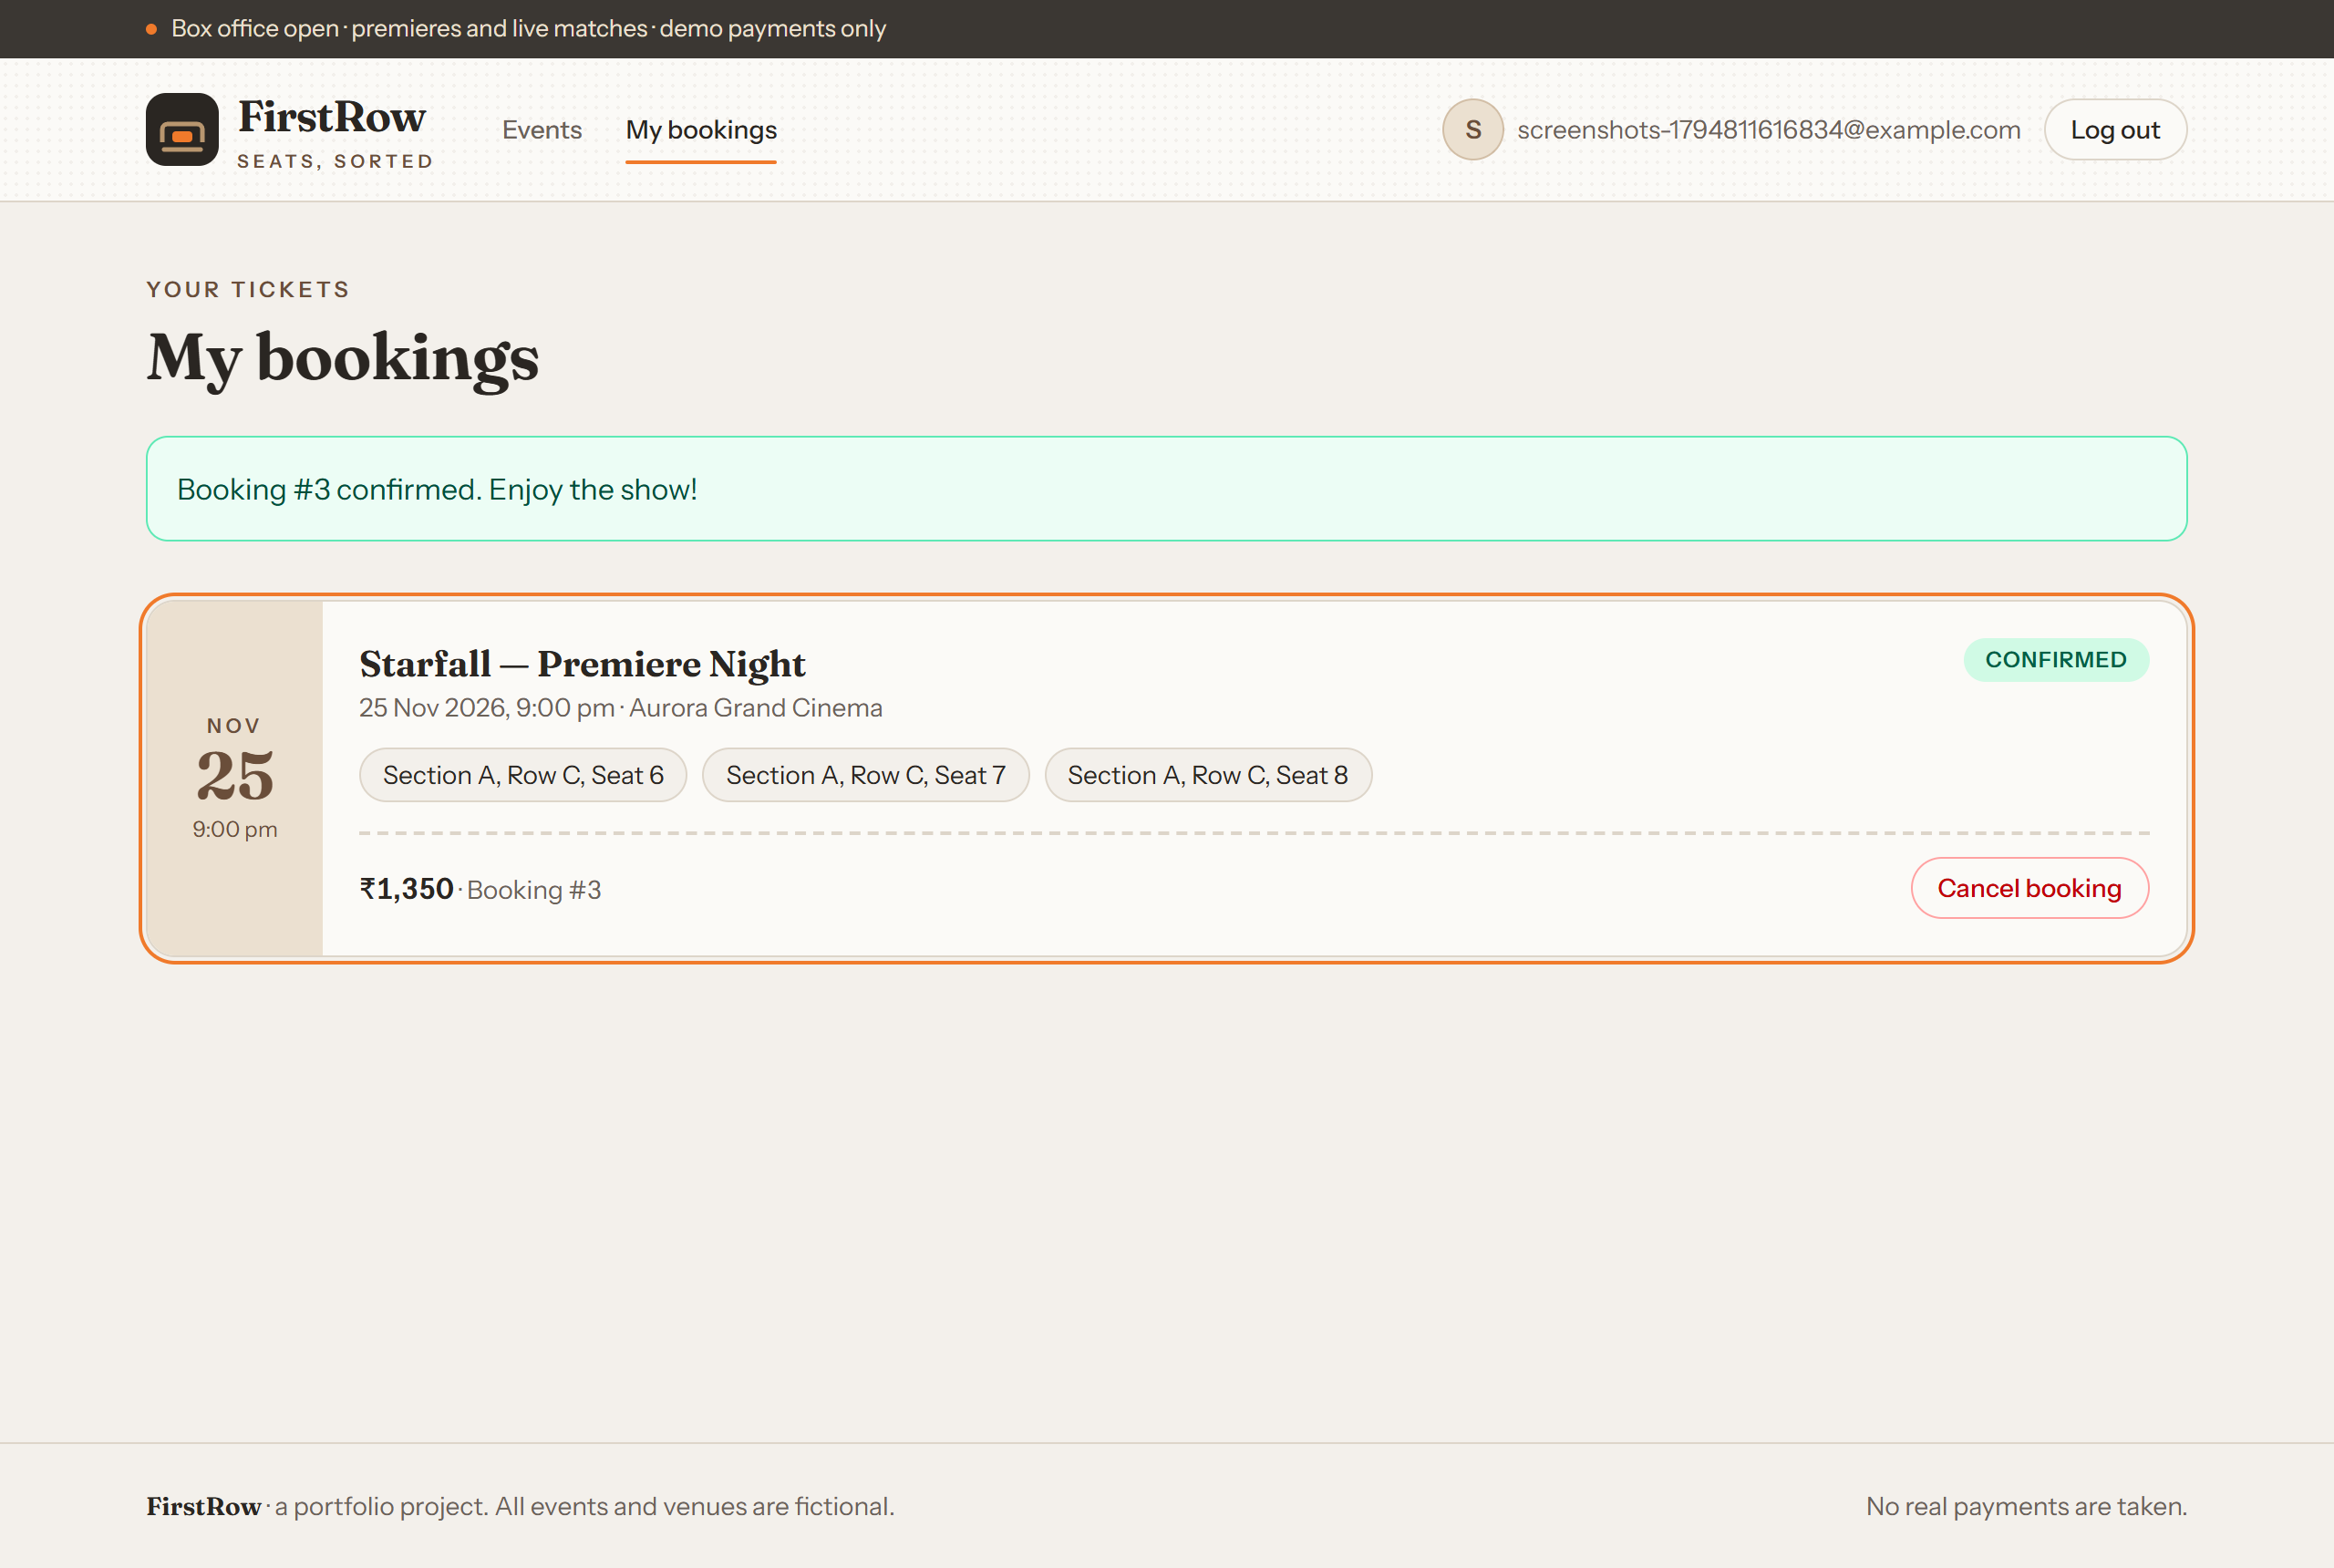 Box office open · premieres and live matches · demo payments only
FirstRow
SEATS, SORTED
Events
My bookings
S
screenshots-1794811616834@example.com
Log out
YOUR TICKETS
My bookings
Booking #3 confirmed. Enjoy the show!
NOV
25
9:00 pm
Starfall — Premiere Night
CONFIRMED
25 Nov 2026, 9:00 pm · Aurora Grand Cinema
Section A, Row C, Seat 6
Section A, Row C, Seat 7
Section A, Row C, Seat 8
₹1,350 · Booking #3
Cancel booking
FirstRow · a portfolio project. All events and venues are fictional.
No real payments are taken.